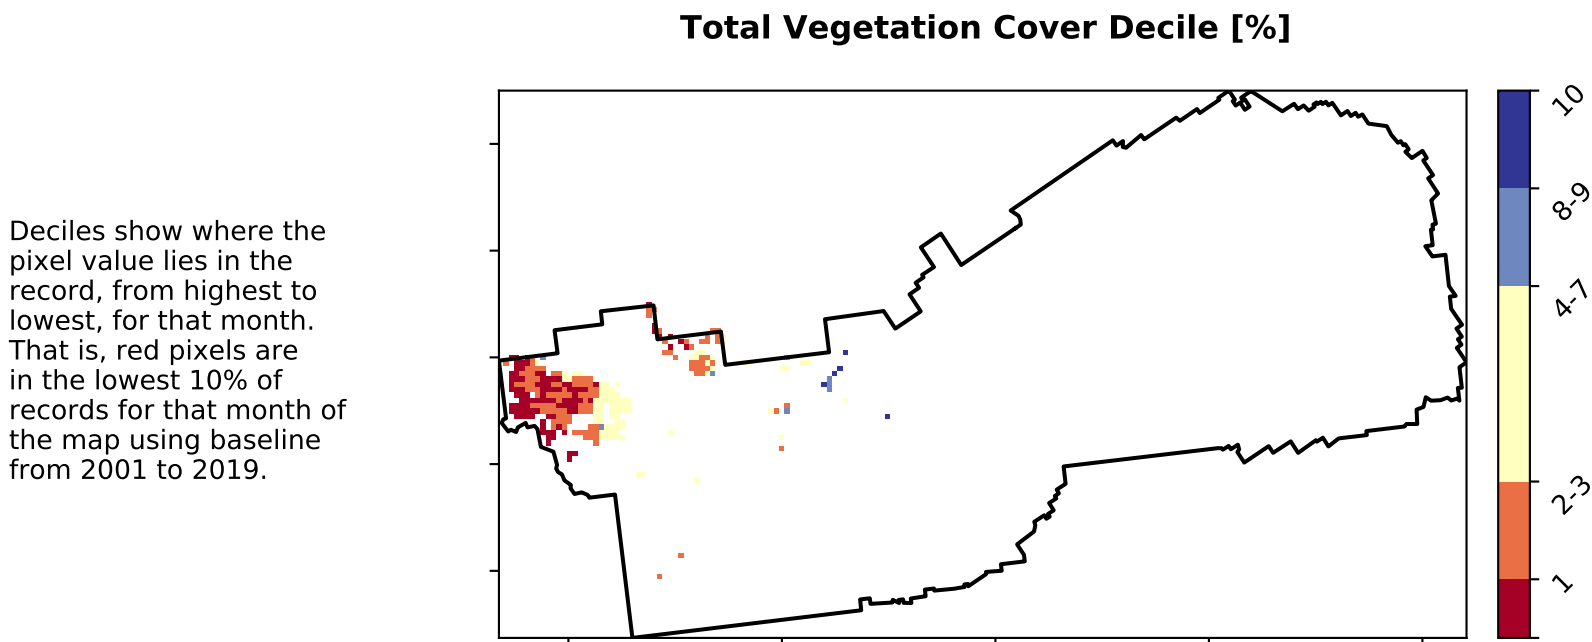 Total Vegetation Cover Decile [%]
Deciles show where the
pixel value lies in the
record, from highest to
lowest, for that month.
That is, red pixels are
in the lowest 10% of
records for that month of
the map using baseline
from 2001 to 2019.
10
8-9
4-7
2-3
1